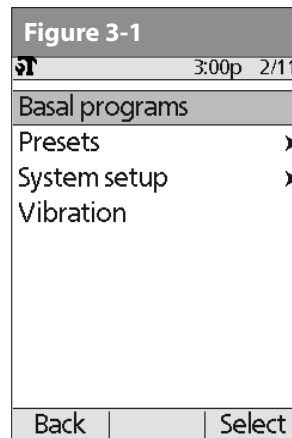 Figure 3-1
3:00p 2/11
Basal programs
Presets
System setup
Vibration
Back Select